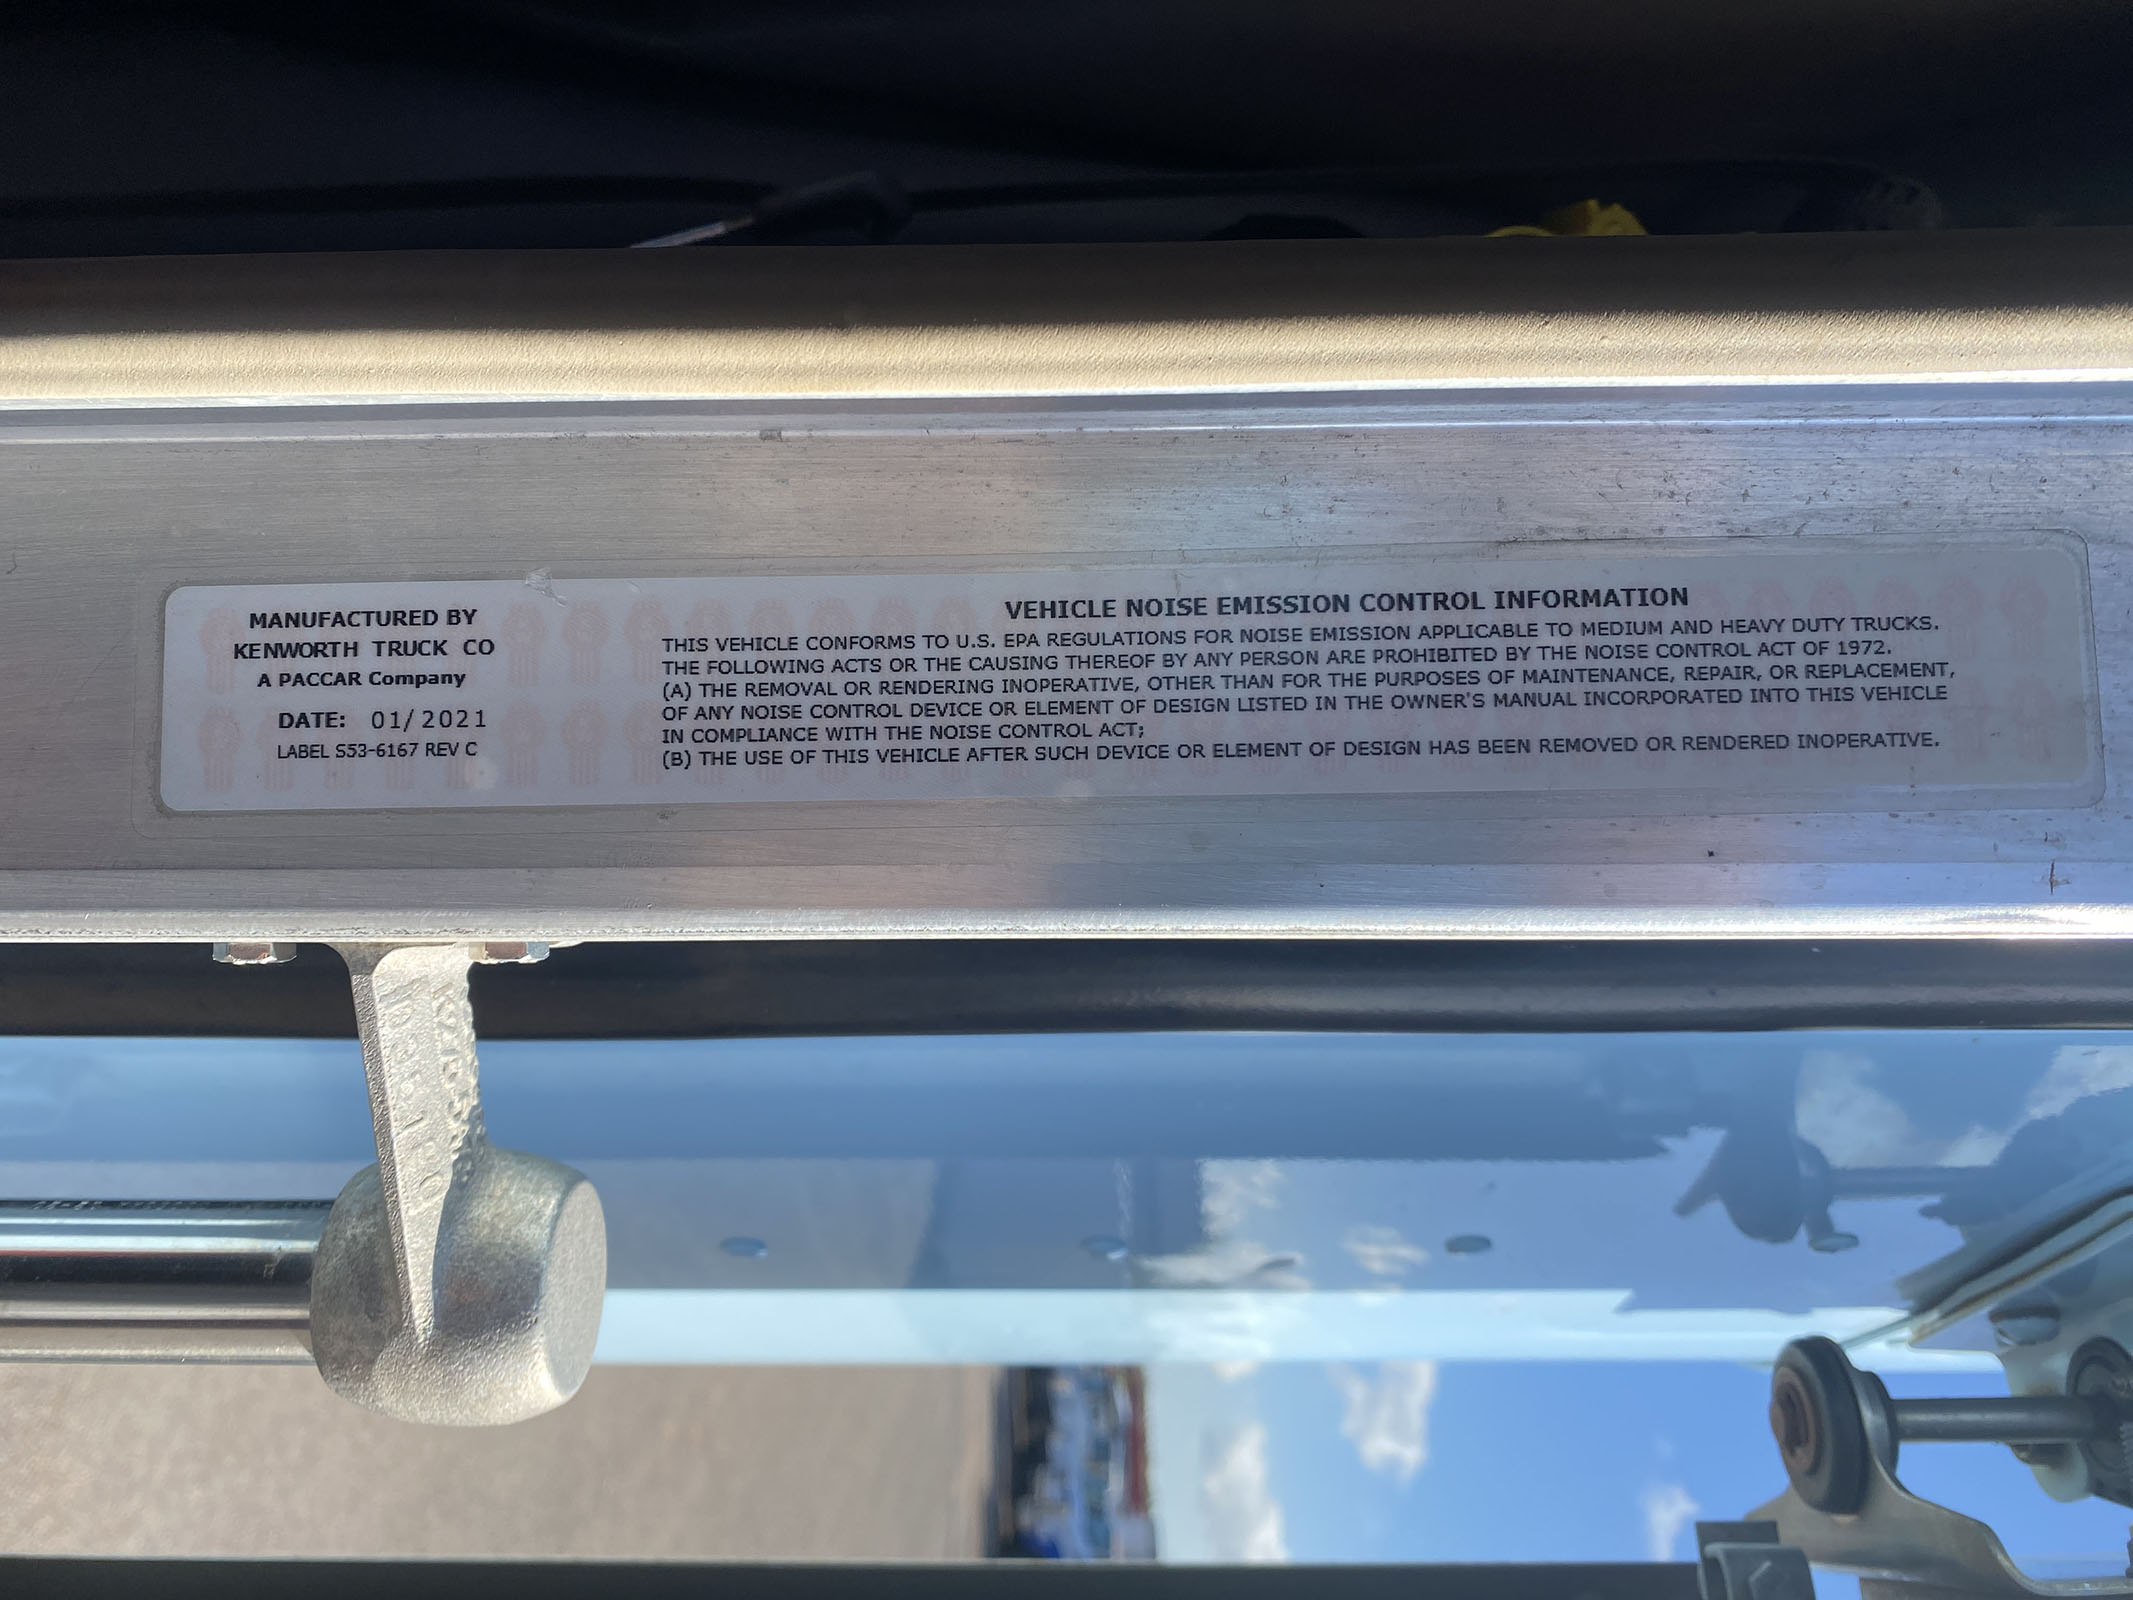 MANUFACTURED BY
KENWORTH TRUCK CO
A PACCAR Company
DATE: 01/2021
LABEL S53-6167 REV C
VEHICLE NOISE EMISSION CONTROL INFORMATION
THIS VEHICLE CONFORMS TO U.S. EPA REGULATIONS FOR NOISE EMISSION APPLICABLE TO MEDIUM AND HEAVY DUTY TRUCKS.
THE FOLLOWING ACTS OR THE CAUSING THEREOF BY ANY PERSON ARE PROHIBITED BY THE NOISE CONTROL ACT OF 1972.
(A) THE REMOVAL OR RENDERING INOPERATIVE, OTHER THAN FOR THE PURPOSES OF MAINTENANCE, REPAIR, OR REPLACEMENT,
OF ANY NOISE CONTROL DEVICE OR ELEMENT OF DESIGN LISTED IN THE OWNER'S MANUAL INCORPORATED INTO THIS VEHICLE
IN COMPLIANCE WITH THE NOISE CONTROL ACT;
(B) THE USE OF THIS VEHICLE AFTER SUCH DEVICE OR ELEMENT OF DESIGN HAS BEEN REMOVED OR RENDERED INOPERATIVE.